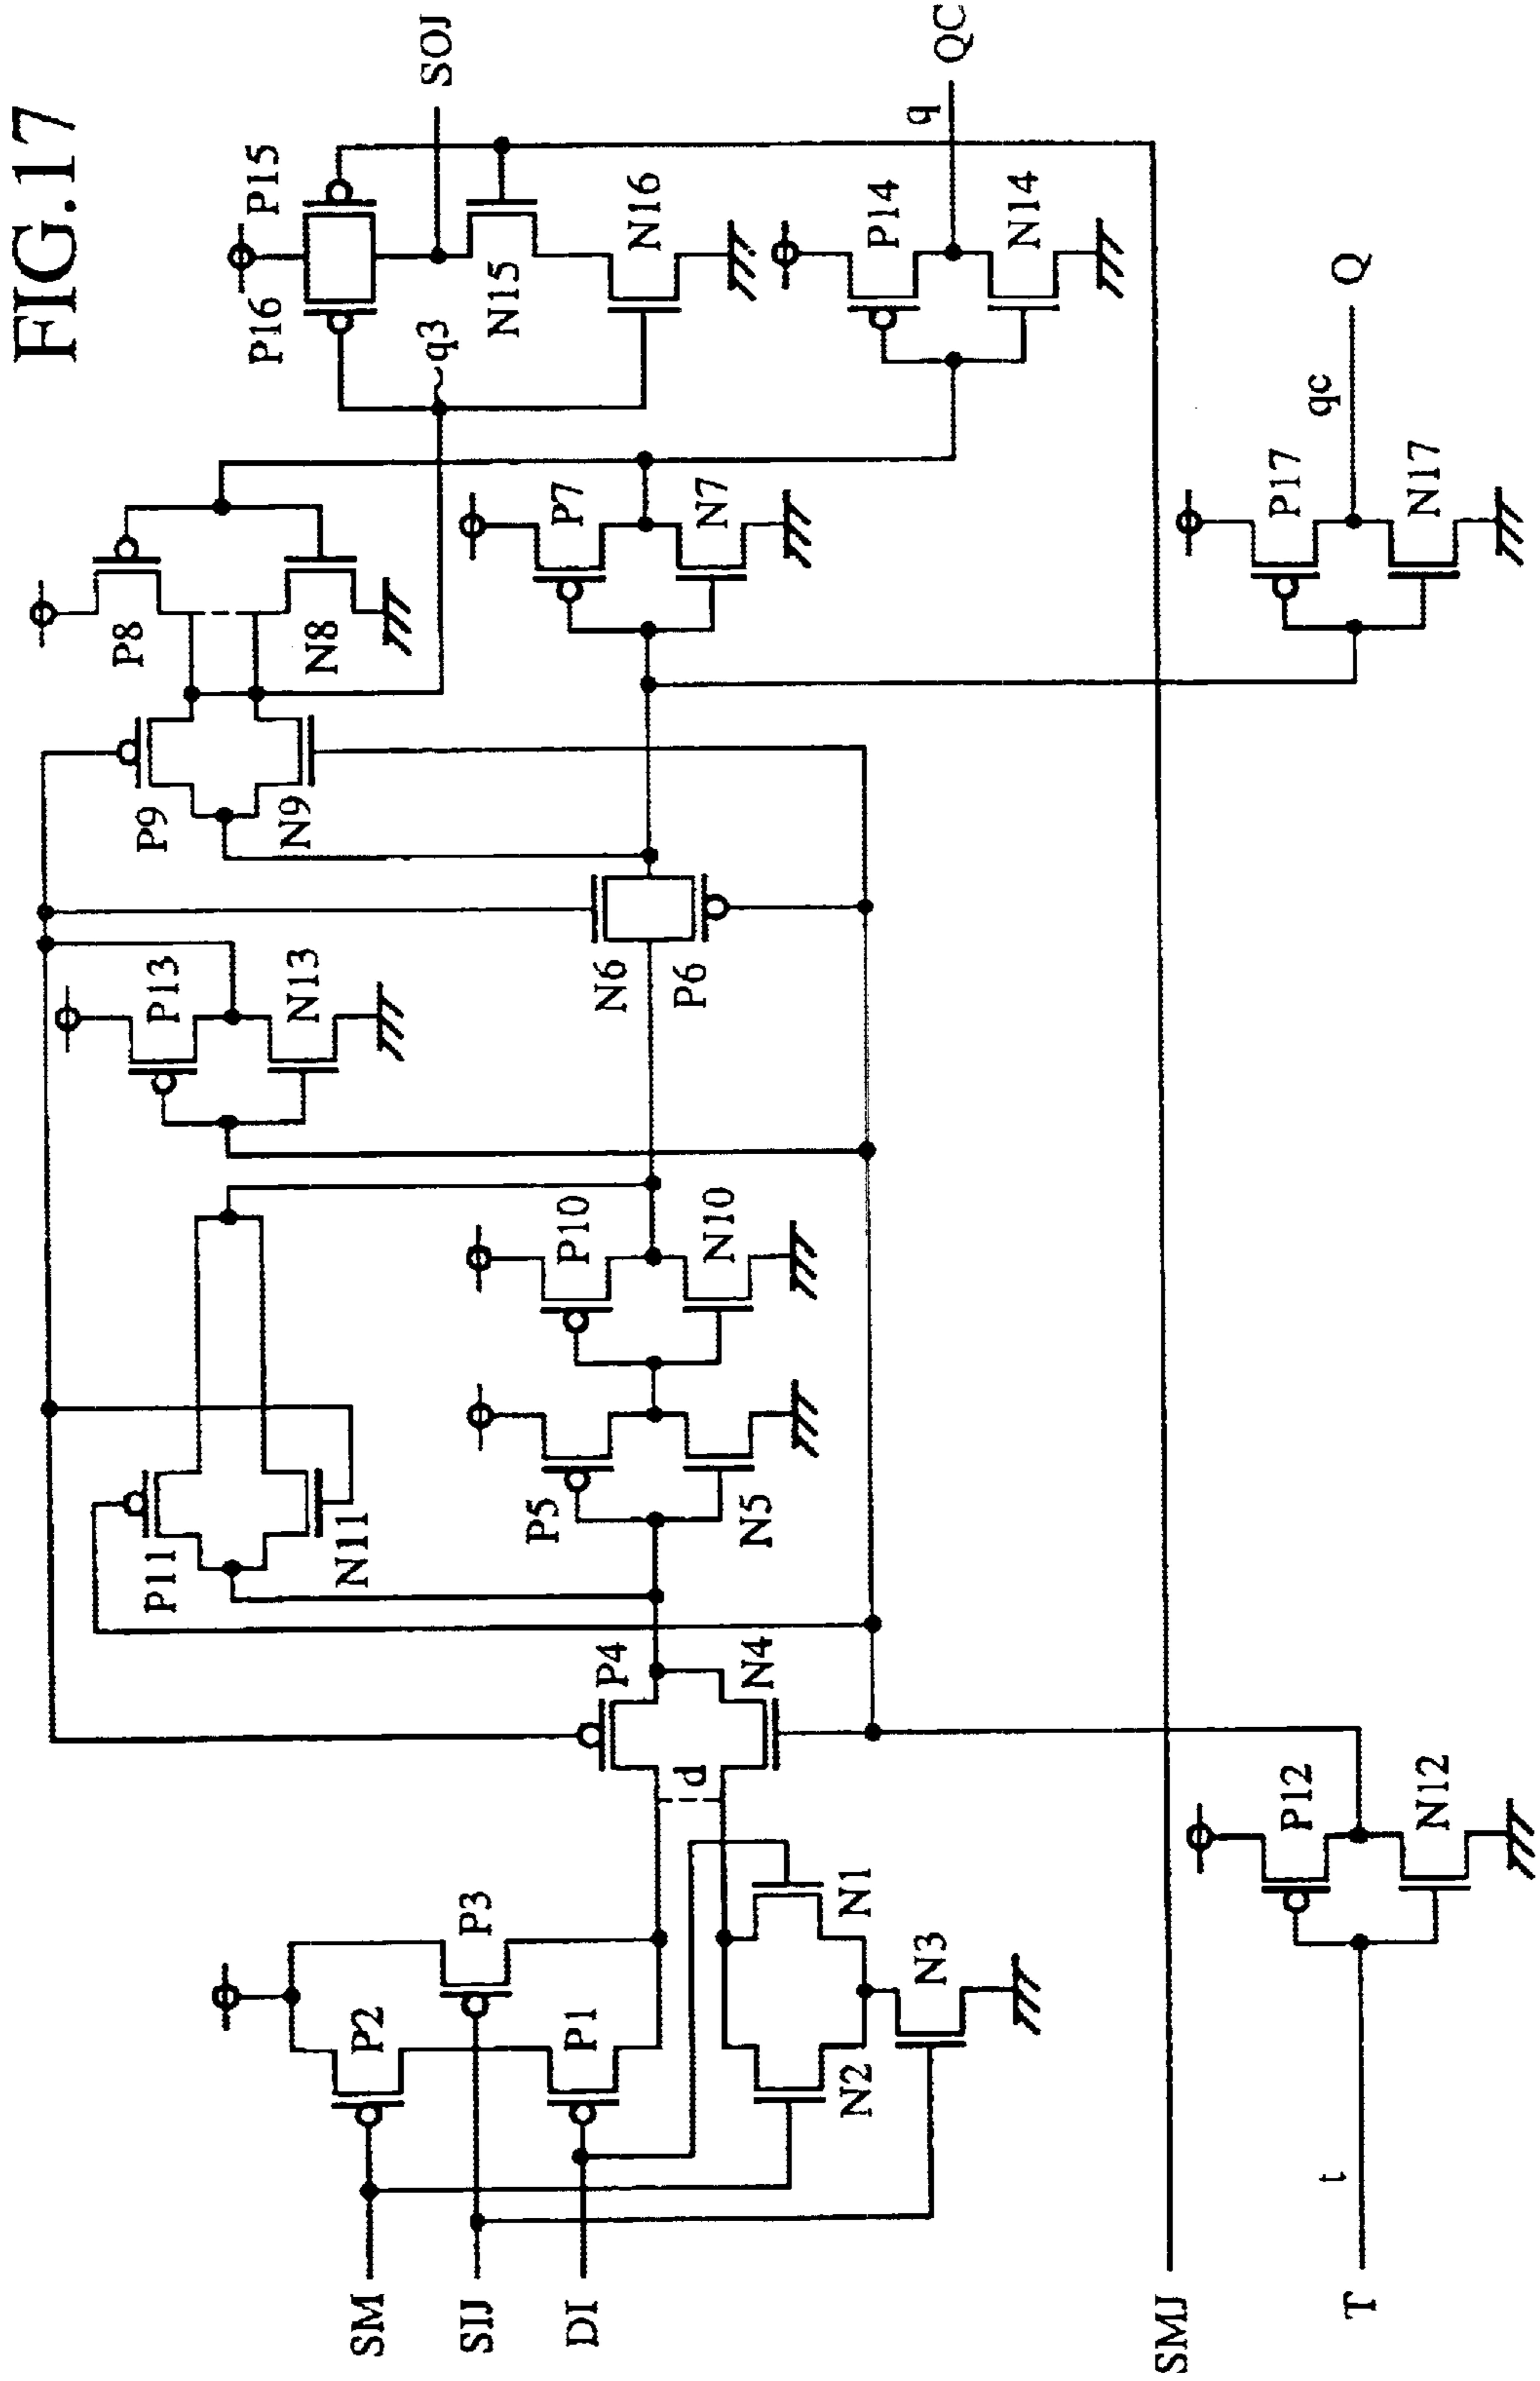 FIG.17
SM
SIJ
DI
SMJ
T
t
P2
P3
P1
N1
N2
N3
d
P4
N4
P12
N12
P11
N11
P5
N5
P10
N10
P13
N13
N6
P6
P9
N9
P8
N8
P7
N7
P17
N17
qc
Q
P16
P15
q3
N15
N16
SOJ
P14
N14
q
QC